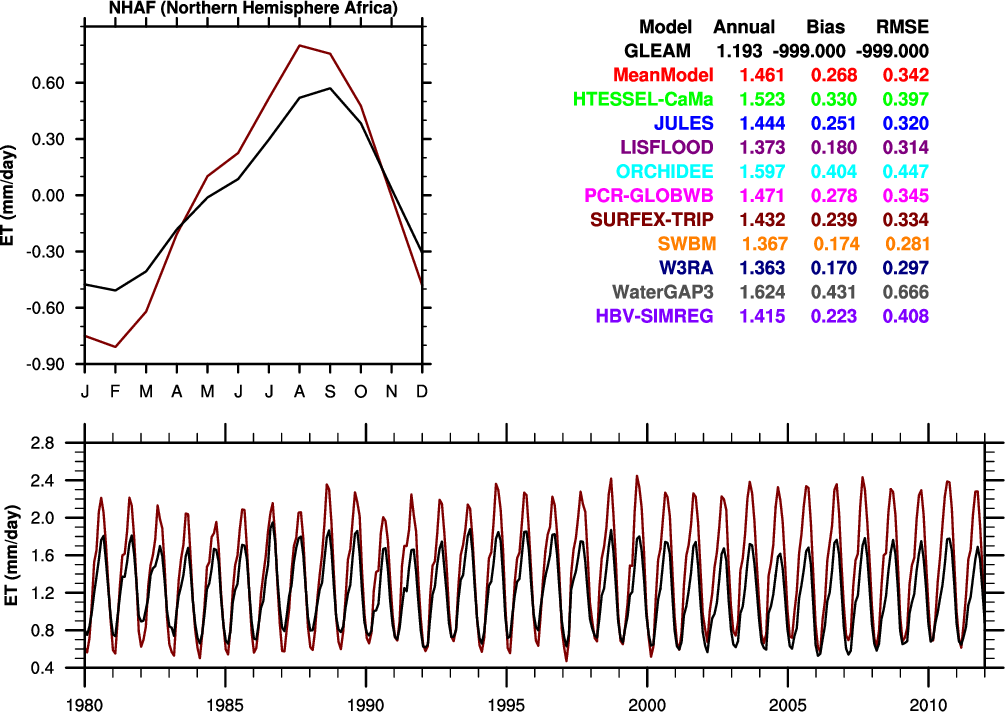 NHAF (Northern Hemisphere Africa)
ET (mm/day)
0.60
0.30
0.00
-0.30
-0.60
-0.90
J F M A M J J A S O N D
Model Annual Bias RMSE
GLEAM 1.193 -999.000 -999.000
MeanModel 1.461 0.268 0.342
HTESSEL-CaMa 1.523 0.330 0.397
JULES 1.444 0.251 0.320
LISFLOOD 1.373 0.180 0.314
ORCHIDEE 1.597 0.404 0.447
PCR-GLOBWB 1.471 0.278 0.345
SURFEX-TRIP 1.432 0.239 0.334
SWBM 1.367 0.174 0.281
W3RA 1.363 0.170 0.297
WaterGAP3 1.624 0.431 0.666
HBV-SIMREG 1.415 0.223 0.408
ET (mm/day)
2.8
2.4
2.0
1.6
1.2
0.8
0.4
1980 1985 1990 1995 2000 2005 2010